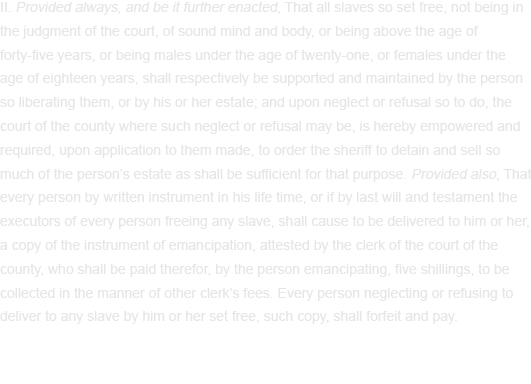 II. Provided always, and be it further enacted, That all slaves so set free, not being in
the judgment of the court, of sound mind and body, or being above the age of
forty-five years, or being males under the age of twenty-one, or females under the
age of eighteen years, shall respectively be supported and maintained by the person
so liberating them, or by his or her estate; and upon neglect or refusal so to do, the
court of the county where such neglect or refusal may be, is hereby empowered and
required, upon application to them made, to order the sheriff to detain and sell so
much of the person's estate as shall be sufficient for that purpose. Provided also, That
every person by written instrument in his life time, or if by last will and testament the
executors of every person freeing any slave, shall cause to be delivered to him or her,
a copy of the instrument of emancipation, attested by the clerk of the court of the
county, who shall be paid therefor, by the person emancipating, five shillings, to be
collected in the manner of other clerk's fees. Every person neglecting or refusing to
deliver to any slave by him or her set free, such copy, shall forfeit and pay.